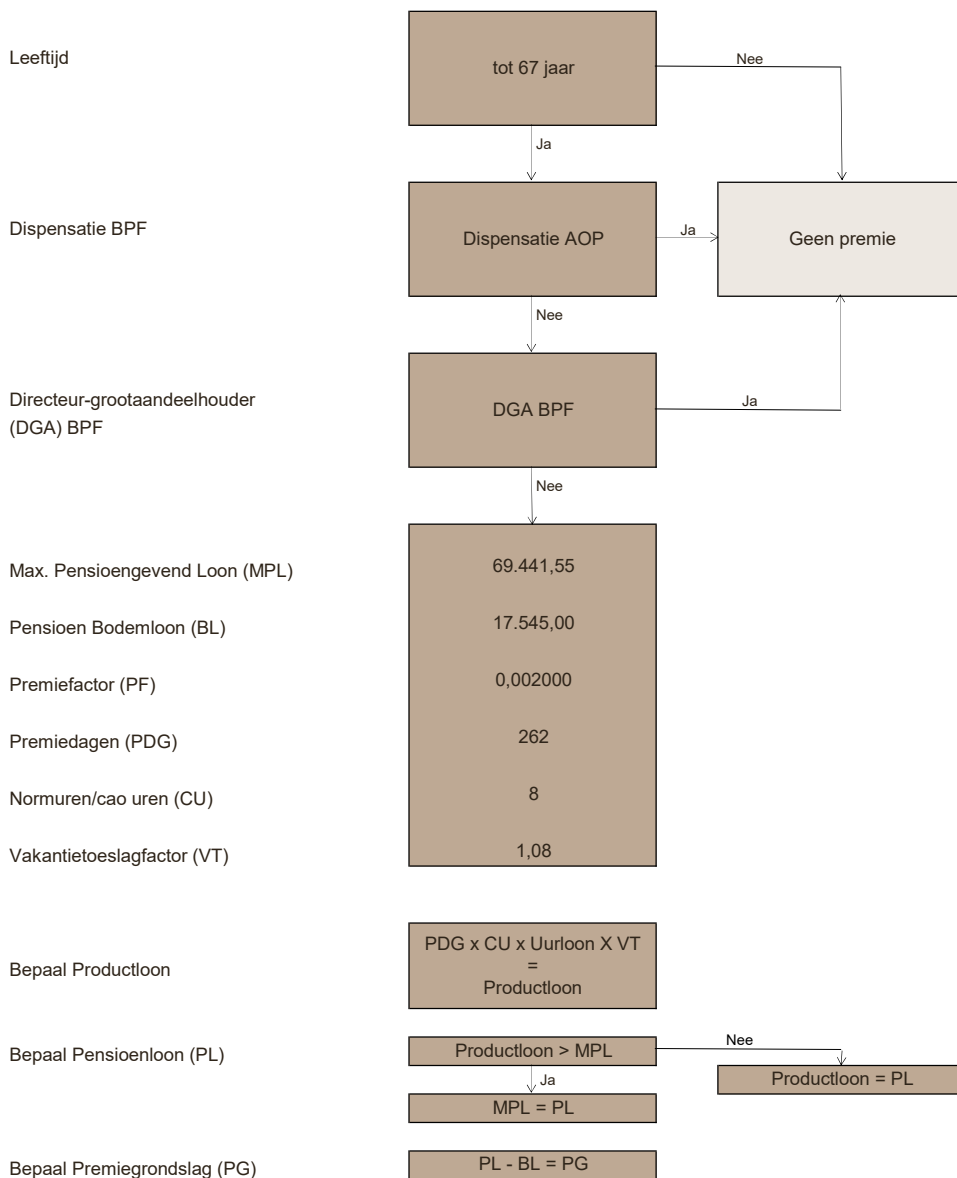 Leeftijd
tot 67 jaar
Nee
Ja
Dispensatie BPF
Dispensatie AOP
Ja
Geen premie
Nee
Directeur-grootaandeelhouder
(DGA) BPF
DGA BPF
Ja
Nee
Max. Pensioengevend Loon (MPL)
69.441,55
Pensioen Bodemloon (BL)
17.545,00
Premiefactor (PF)
0,002000
Premiedagen (PDG)
262
Normuren/cao uren (CU)
8
Vakantietoeslagfactor (VT)
1,08
Bepaal Productloon
PDG x CU x Uurloon X VT
=
Productloon
Bepaal Pensioenloon (PL)
Productloon > MPL
Nee
Productloon = PL
Ja
MPL = PL
Bepaal Premiegrondslag (PG)
PL - BL = PG